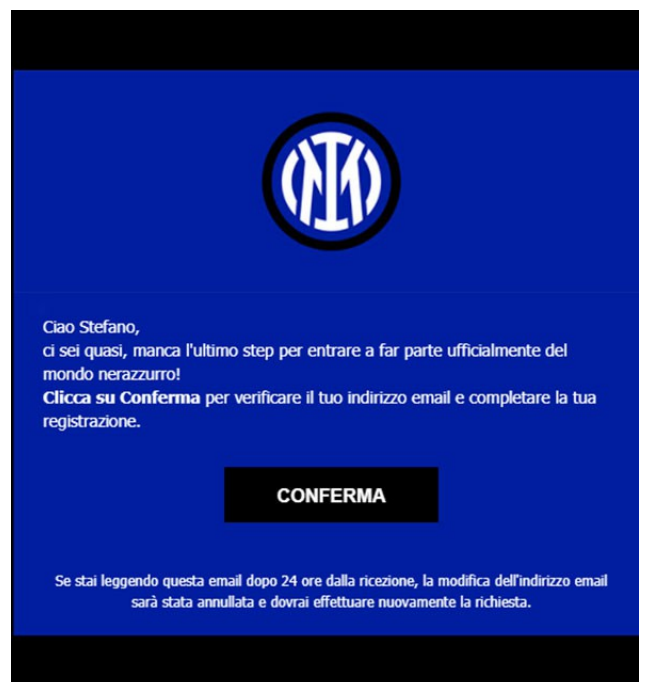 Ciao Stefano,
ci sei quasi, manca l'ultimo step per entrare a far parte ufficialmente del
mondo nerazzurro!
Clicca su Conferma per verificare il tuo indirizzo email e completare la tua
registrazione.
CONFERMA
Se stai leggendo questa email dopo 24 ore dalla ricezione, la modifica dell'indirizzo email
sarà stata annullata e dovrai effettuare nuovamente la richiesta.